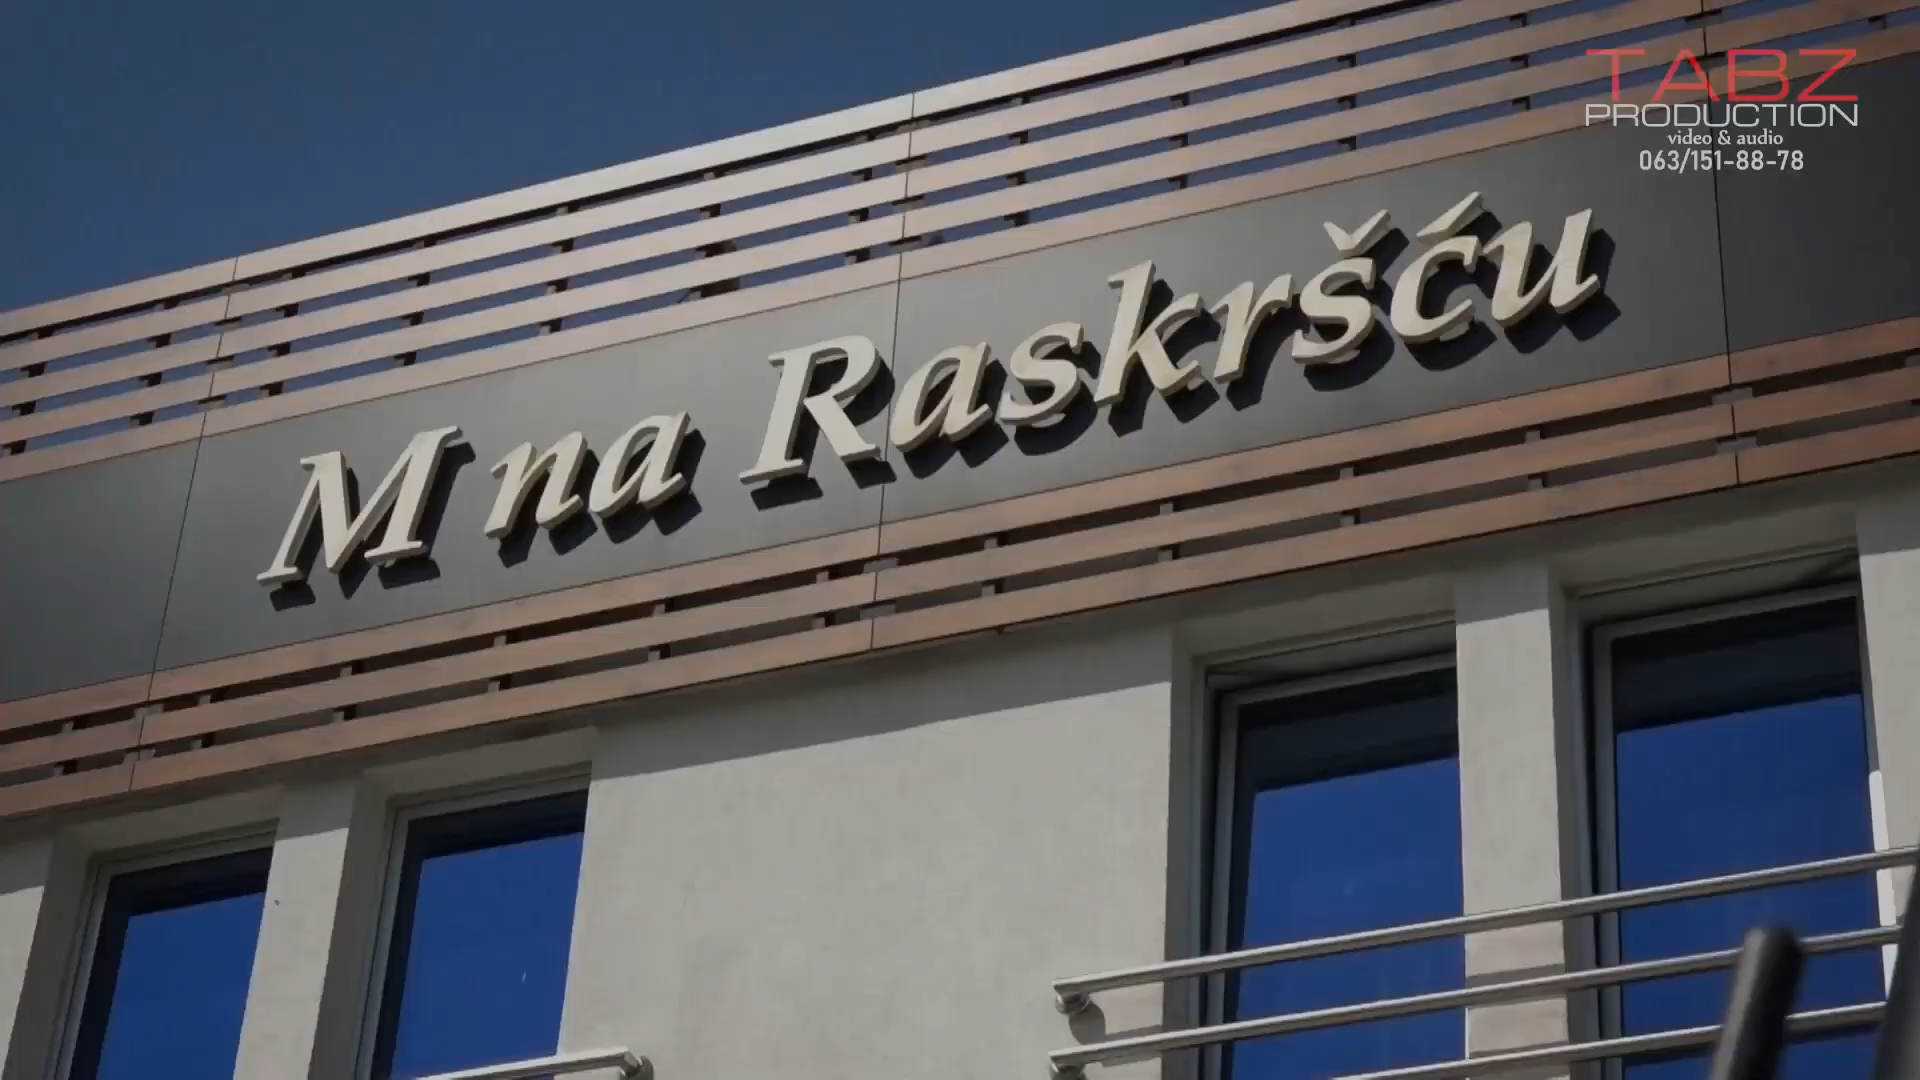 TABZ
PRODUCTION
video & audio
063/151-88-78
M na Raskršću